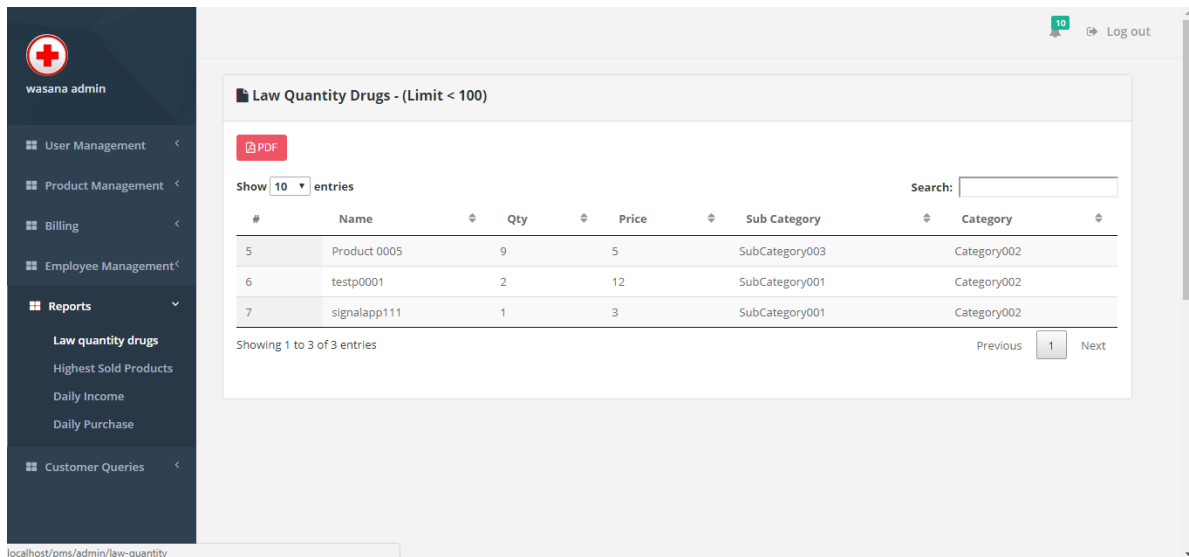 10
Log out
wasana admin
User Management
Product Management
Billing
Employee Management
Reports
Law quantity drugs
Highest Sold Products
Daily Income
Daily Purchase
Customer Queries
Law Quantity Drugs - (Limit < 100)
PDF
Show 10 entries Search:
# Name Qty Price Sub Category Category
5 Product 0005 9 5 SubCategory003 Category002
6 testp0001 2 12 SubCategory001 Category002
7 signalapp111 1 3 SubCategory001 Category002
Showing 1 to 3 of 3 entries Previous 1 Next
localhost/pms/admin/law-quantity